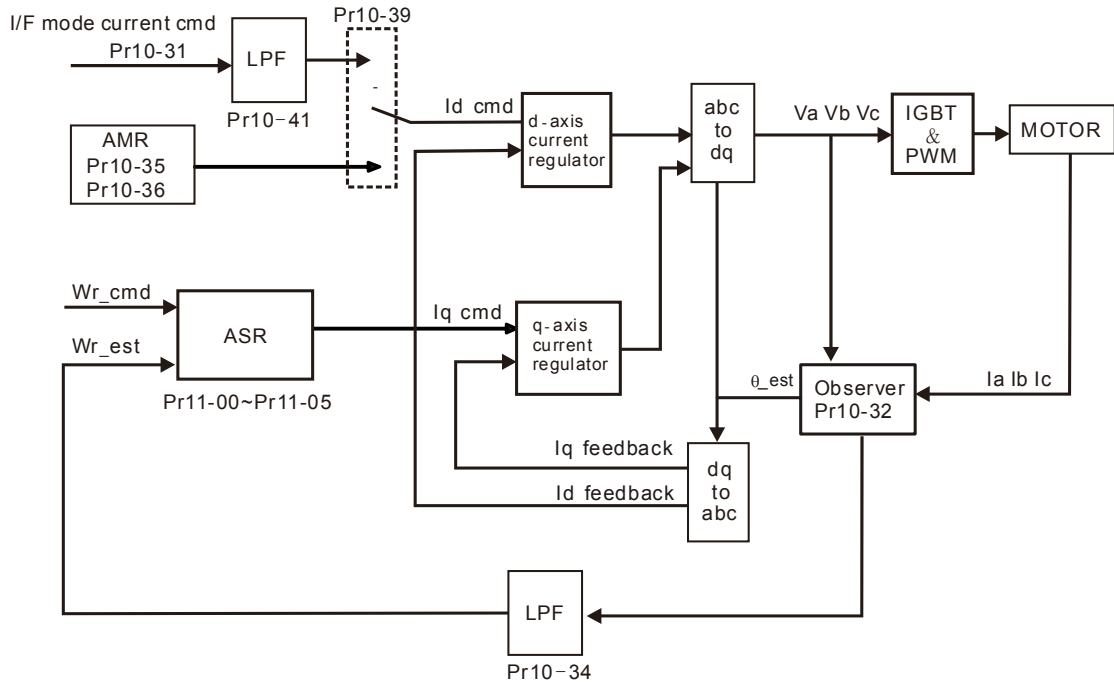 I/F mode current cmd
Pr10-31
LPF
Pr10-41
Pr10-39
AMR
Pr10-35
Pr10-36
Id cmd
d-axis
current
regulator
abc
to
dq
Va Vb Vc
IGBT
&
PWM
MOTOR
Wr_cmd
Wr_est
ASR
Pr11-00~Pr11-05
Iq cmd
q-axis
current
regulator
θ_est
Observer
Pr10-32
Ia Ib Ic
Iq feedback
Id feedback
dq
to
abc
LPF
Pr10-34